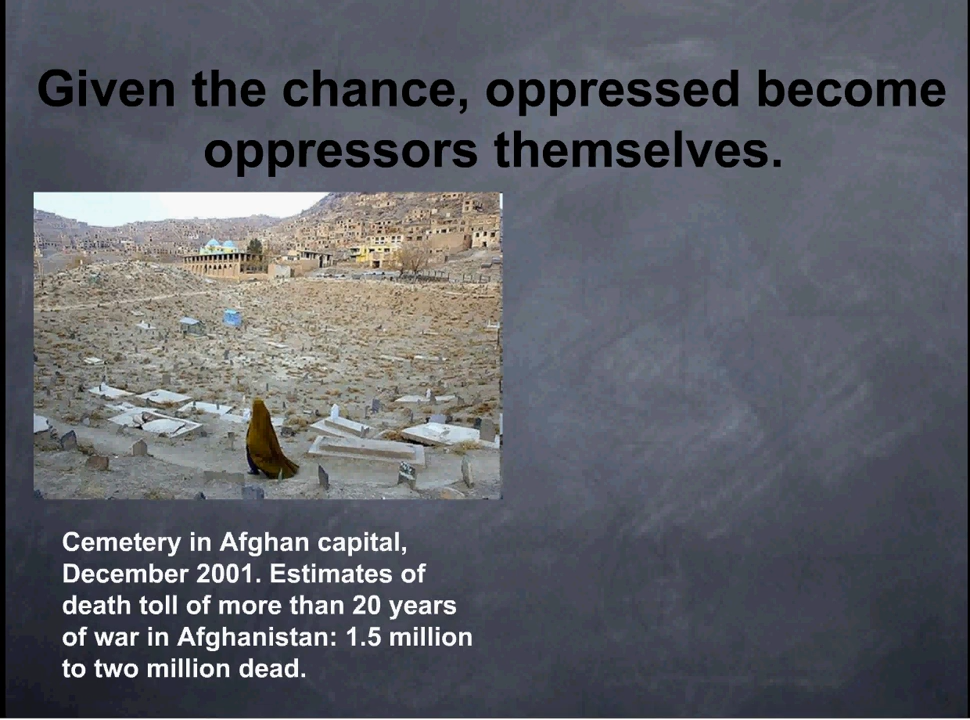 Given the chance, oppressed become
oppressors themselves.
Cemetery in Afghan capital,
December 2001. Estimates of
death toll of more than 20 years
of war in Afghanistan: 1.5 million
to two million dead.